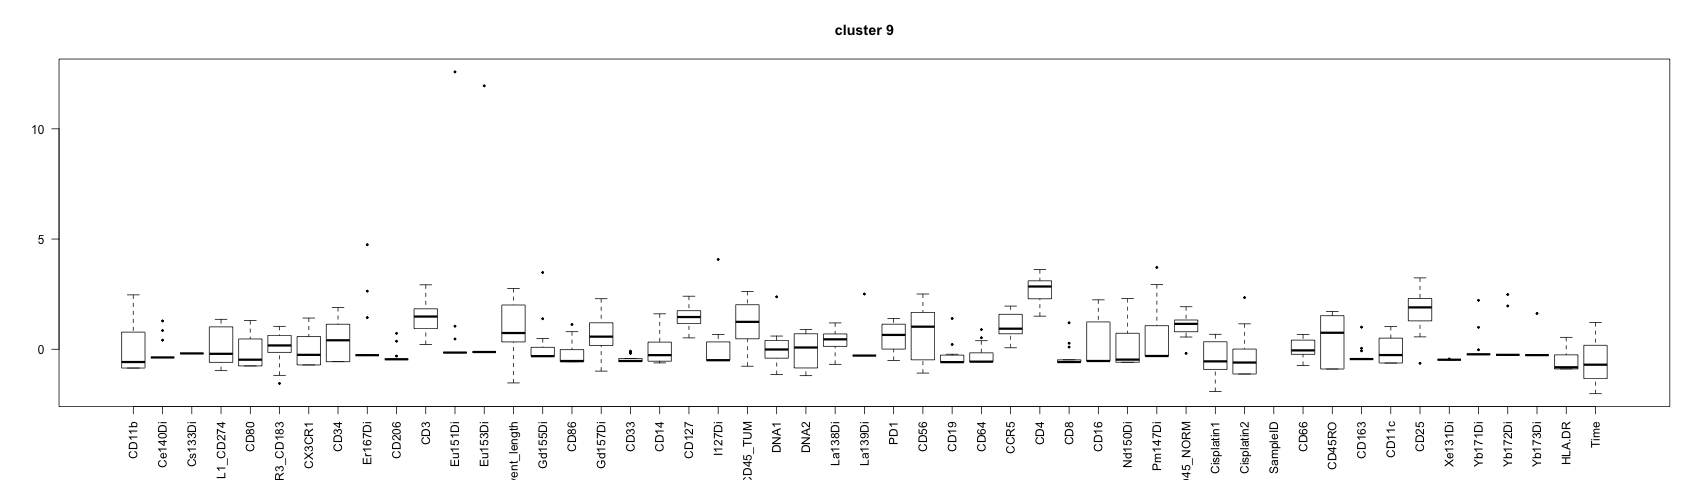 cluster 9
10
5
0
CD11b
Ce140Di
Cs133Di
L1_CD274
CD80
R3_CD183
CX3CR1
CD34
Er167Di
CD206
CD3
Eu151Di
Eu153Di
vent_length
Gd155Di
CD86
Gd157Di
CD33
CD14
CD127
I127Di
CD45_TUM
DNA1
DNA2
La138Di
La139Di
PD1
CD56
CD19
CD64
CCR5
CD4
CD8
CD16
Nd150Di
Pm147Di
D45_NORM
Cisplatin1
Cisplatin2
SampleID
CD66
CD45RO
CD163
CD11c
CD25
Xe131Di
Yb171Di
Yb172Di
Yb173Di
HLA.DR
Time